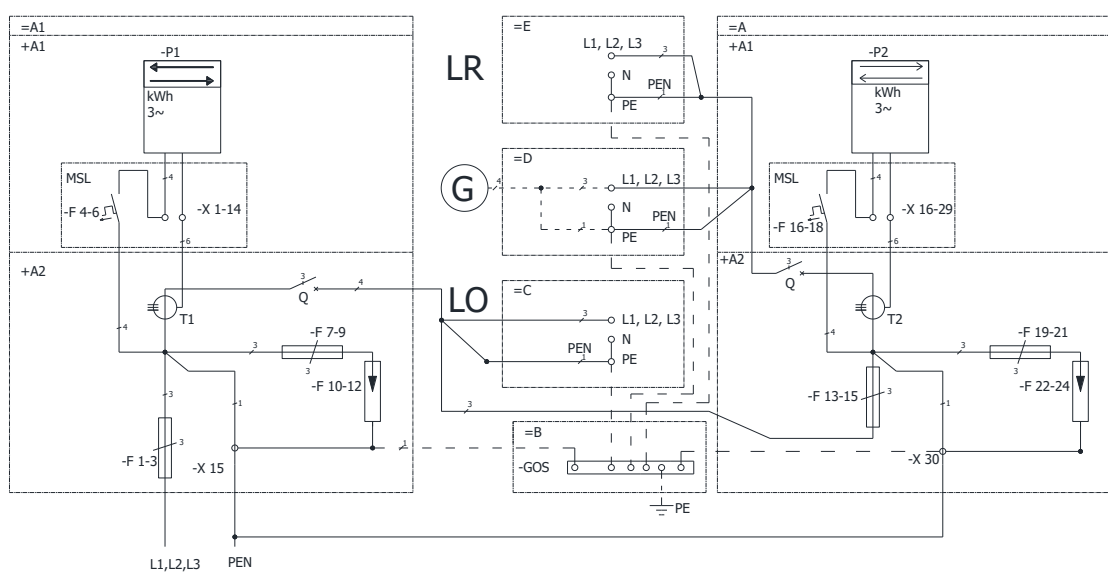 =A1
+A1
-P1
kWh
3~
4
MSL
-F 4-6
-X 1-14
6
+A2
3
Q
4
T1
4
3
-F 7-9
3
-F 10-12
3
1
3
-F 1-3
-X 15
1
L1,L2,L3
PEN
LR
=E
L1, L2, L3
3
N
PEN
1
PE
G
4
=D
3
L1, L2, L3
N
PEN
1
1
PE
LO
=C
3
L1, L2, L3
N
PEN
1
PE
3
=B
-GOS
PE
=A
+A1
-P2
kWh
3~
4
MSL
-F 16-18
-X 16-29
6
+A2
3
Q
T2
4
3
-F 19-21
3
-F 22-24
-F 13-15
3
1
-X 30